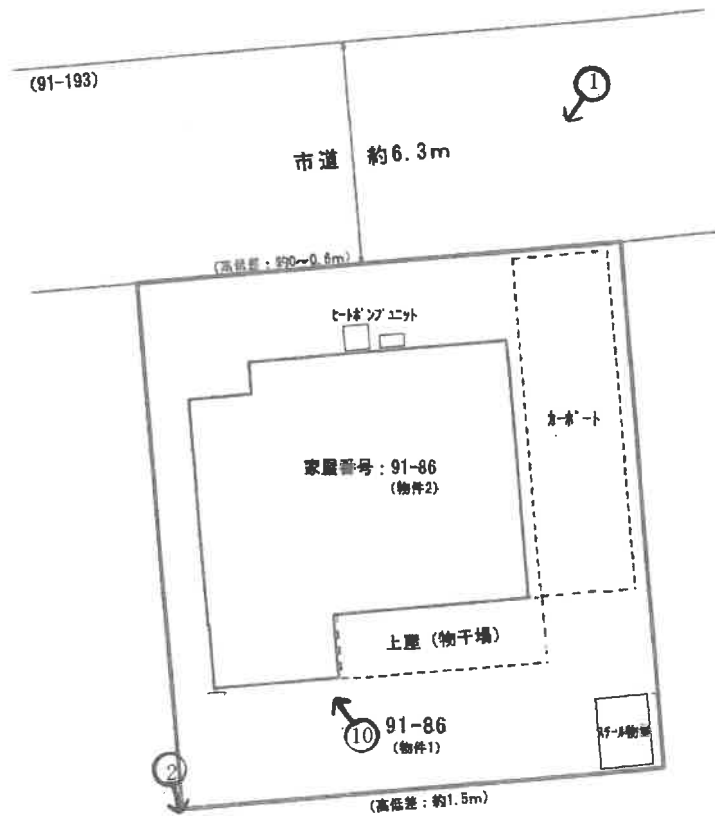 (91-193)
1
市道 約6.3m
(高低差：約0～0.6m)
ﾋｰﾄﾎﾟﾝﾌﾟﾕﾆｯﾄ
ｶｰﾎﾟｰﾄ
家屋番号：91-86
(物件2)
上屋（物干場）
10 91-86
(物件1)
ｽﾁｰﾙ物置
2
(高低差：約1.5m)